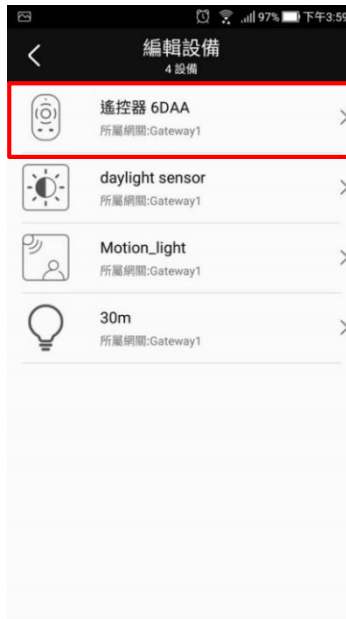 97% 下午3:59
編輯設備
4 設備
遙控器 6DAA
所屬網關:Gateway1
daylight sensor
所屬網關:Gateway1
Motion_light
所屬網關:Gateway1
30m
所屬網關:Gateway1